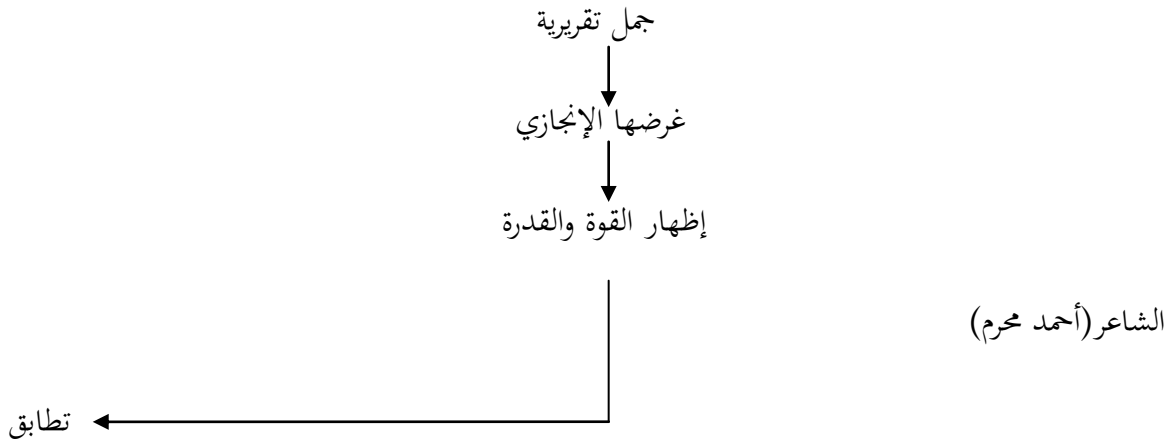 جمل تقريرية
غرضها الإنجازي
إظهار القوة والقدرة
الشاعر(أحمد محرم)
تطابق